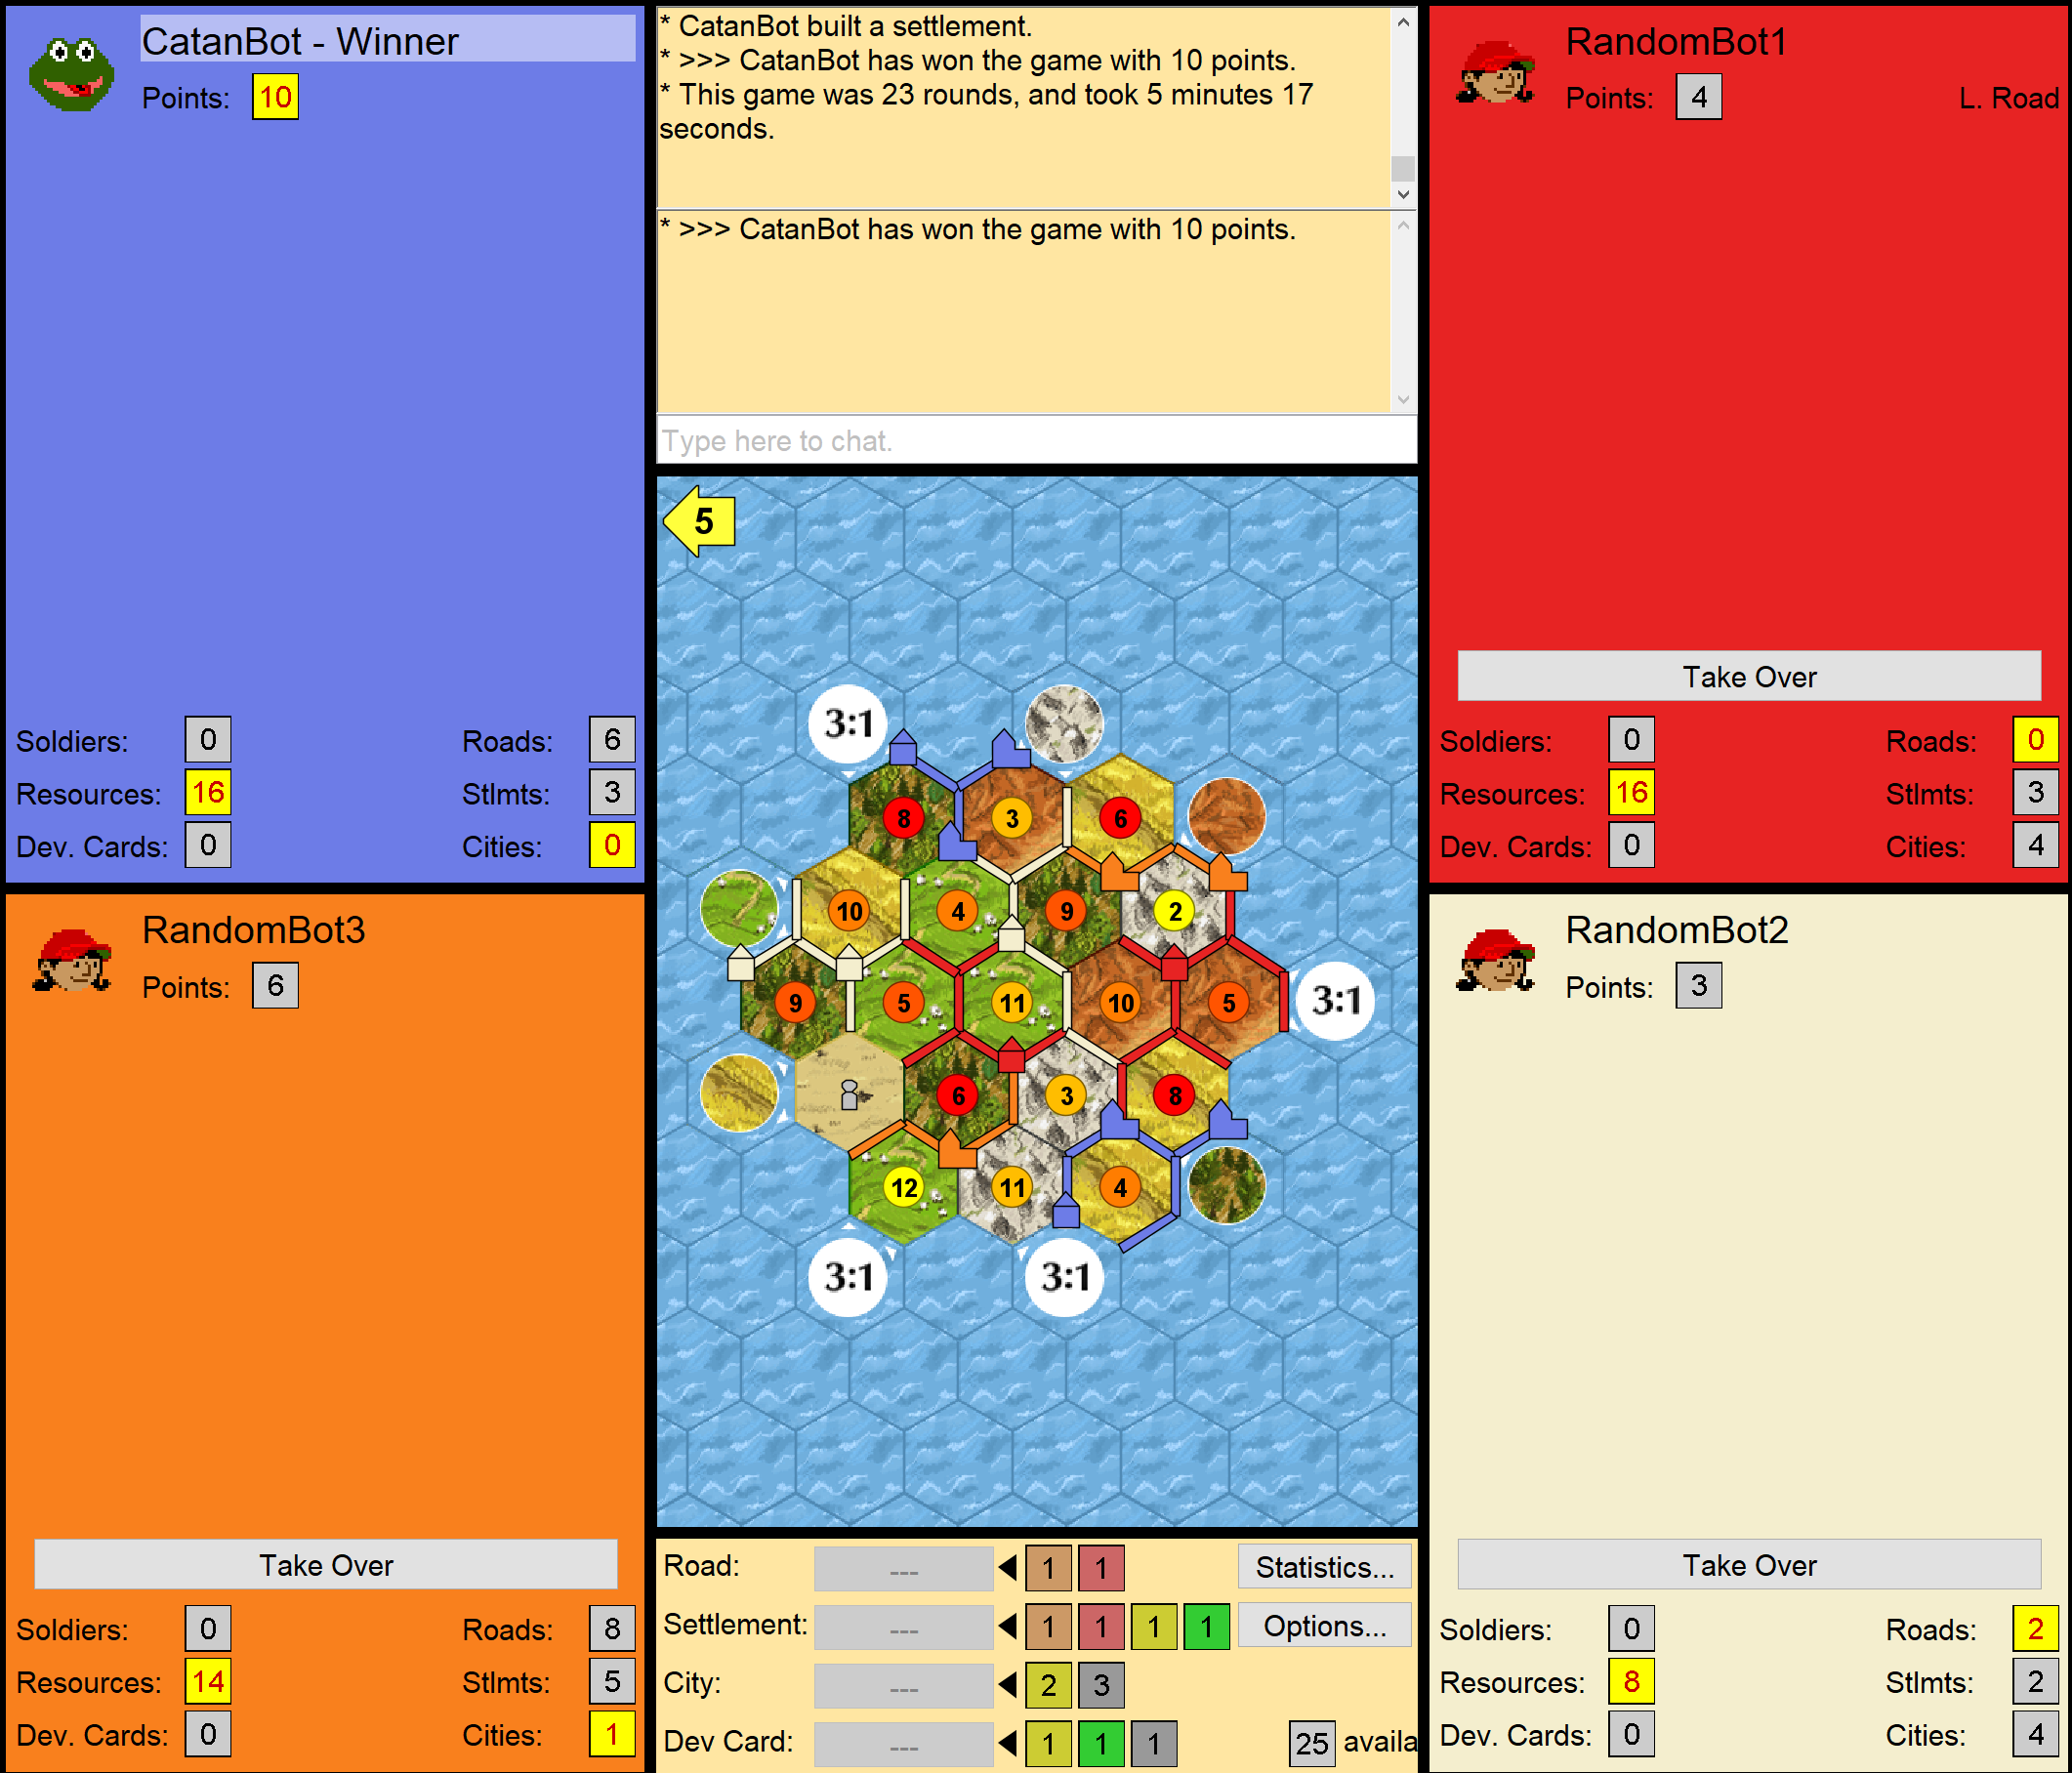 CatanBot - Winner
Points: 10
Soldiers: 0
Roads: 6
Resources: 16
Stlmts: 3
Dev. Cards: 0
Cities: 0
* CatanBot built a settlement.
* >>> CatanBot has won the game with 10 points.
* This game was 23 rounds, and took 5 minutes 17
seconds.
* >>> CatanBot has won the game with 10 points.
Type here to chat.
RandomBot1
Points: 4
L. Road
Take Over
Soldiers: 0
Roads: 0
Resources: 16
Stlmts: 3
Dev. Cards: 0
Cities: 4
5
3:1
8 3 6
10 4 9 2
9 5 11 10 5
3:1
6 3 8
12 11 4
3:1 3:1
RandomBot3
Points: 6
Take Over
Soldiers: 0
Roads: 8
Resources: 14
Stlmts: 5
Dev. Cards: 0
Cities: 1
Road: --- 1 1
Statistics...
Settlement: --- 1 1 1 1
Options...
City: --- 2 3
Dev Card: --- 1 1 1
25 availa
RandomBot2
Points: 3
Take Over
Soldiers: 0
Roads: 2
Resources: 8
Stlmts: 2
Dev. Cards: 0
Cities: 4